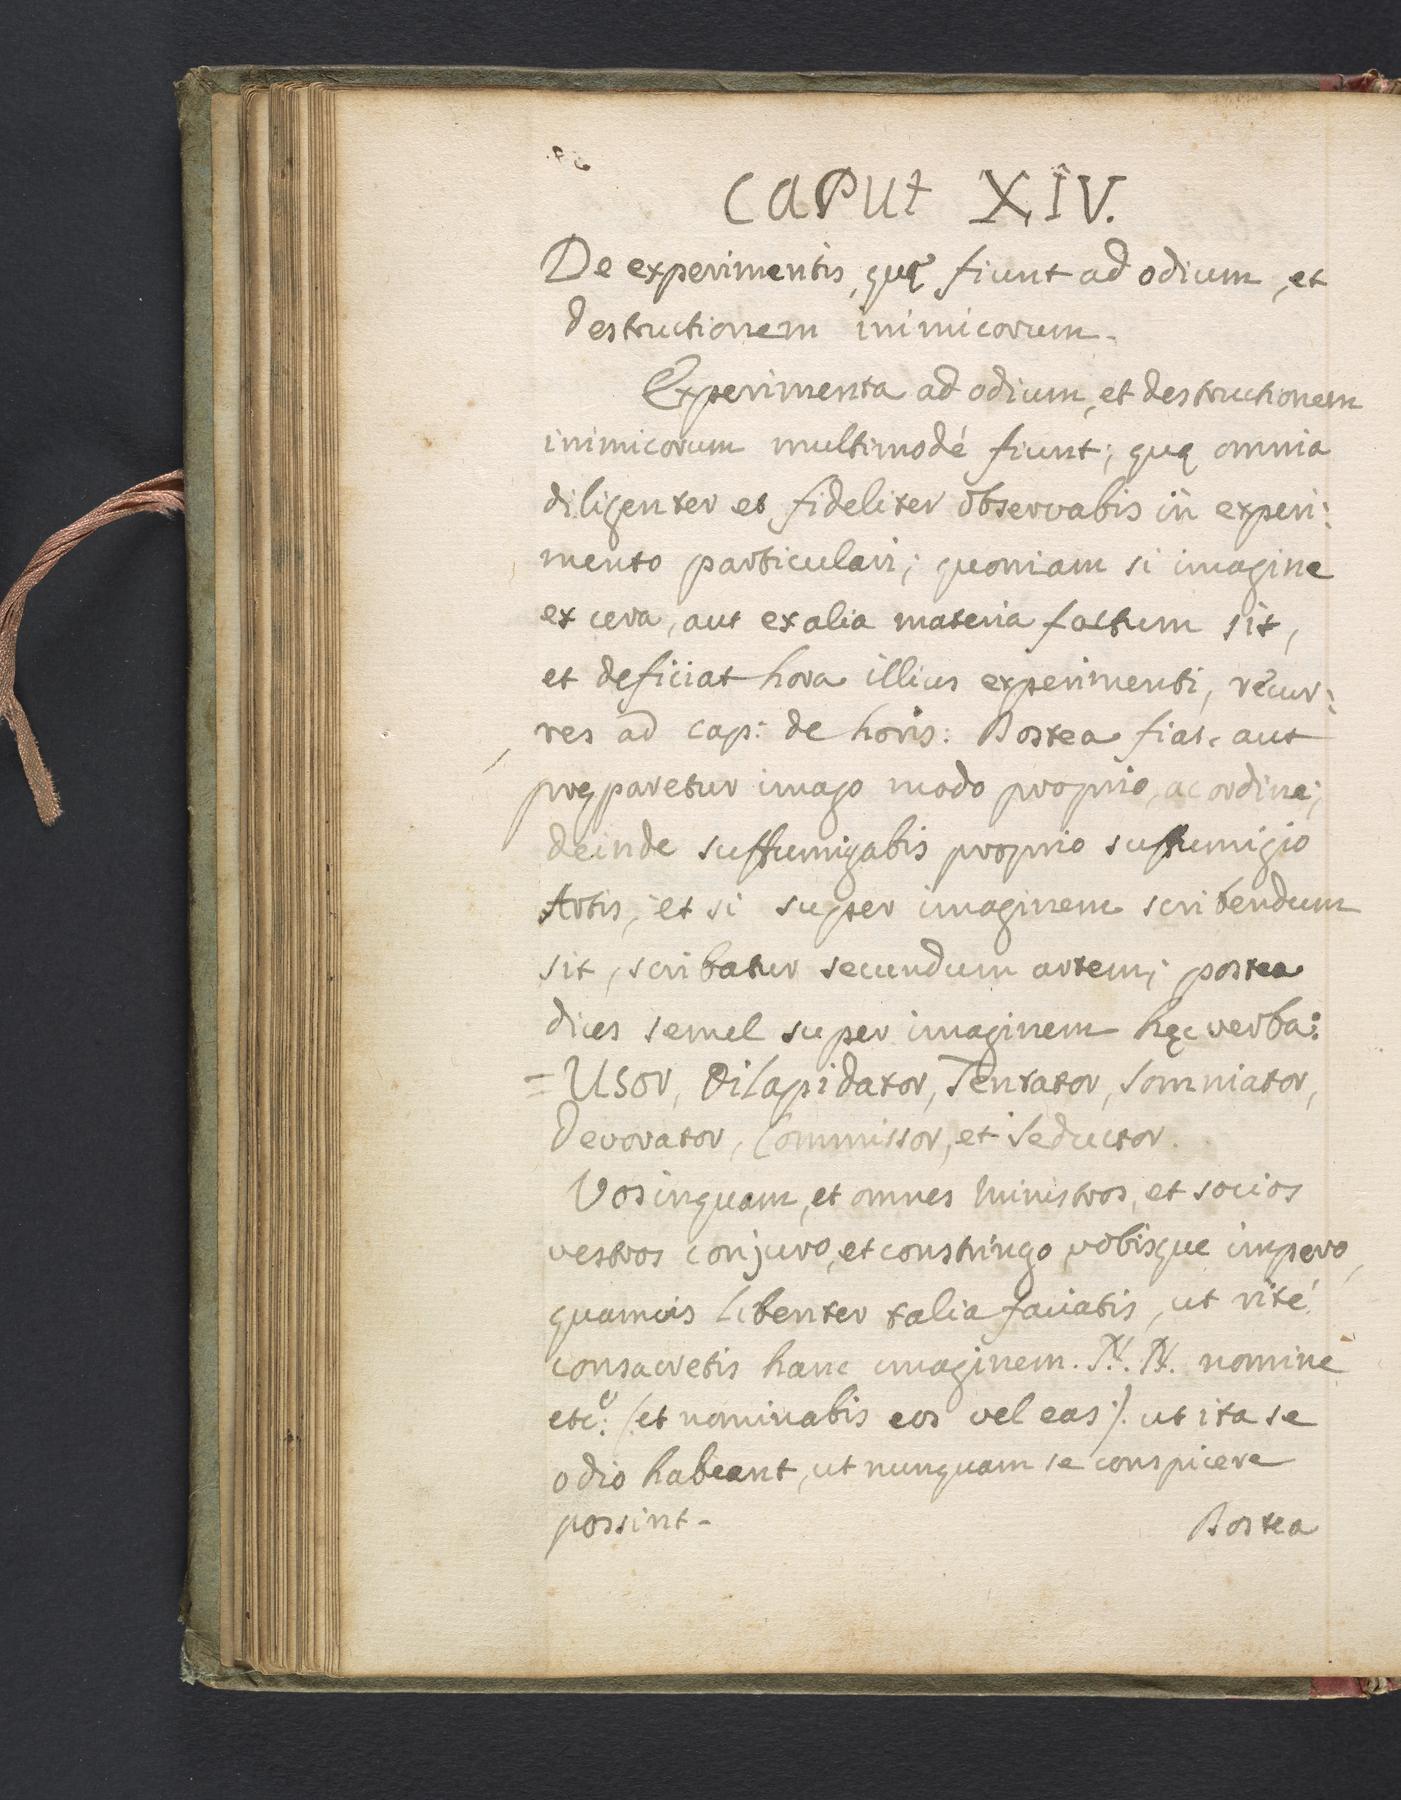 CAPUt XIV.
De experimentis, quę fiunt ad odium, et
destructionem inimicorum.
Experimenta ad odium, et destructionem
inimicorum multimodé fiunt; quę omnia
diligenter et fideliter observabis in experi:
mento particulari; quoniam si imagine
ex cera, aut ex alia materia factum sit,
et deficiat hora illius experimenti, recur:
res ad cap: de horis: Postea fiat, aut
pręparetur imago modo proprio, ac ordine;
deinde suffumigabis proprio suffumigio
Artis, et si super imaginem scribendum
sit, scribatur secundum artem; postea
dices semel super imaginem hęc verba:
= Usor, Dilapidator, Tentator, Somniator,
Devorator, Commissor, et Seductor.
Vos inquam, et omnes Ministros, et socios
vestros conjuro, et constringo, vobisque impero,
quamvis libenter talia faciatis, ut rité
consacretis hanc imaginem. N. N. nomine
etc: (et nominabis eos vel eas). ut ita se
odio habeant, ut nunquam se conspicere
possint-
Postea